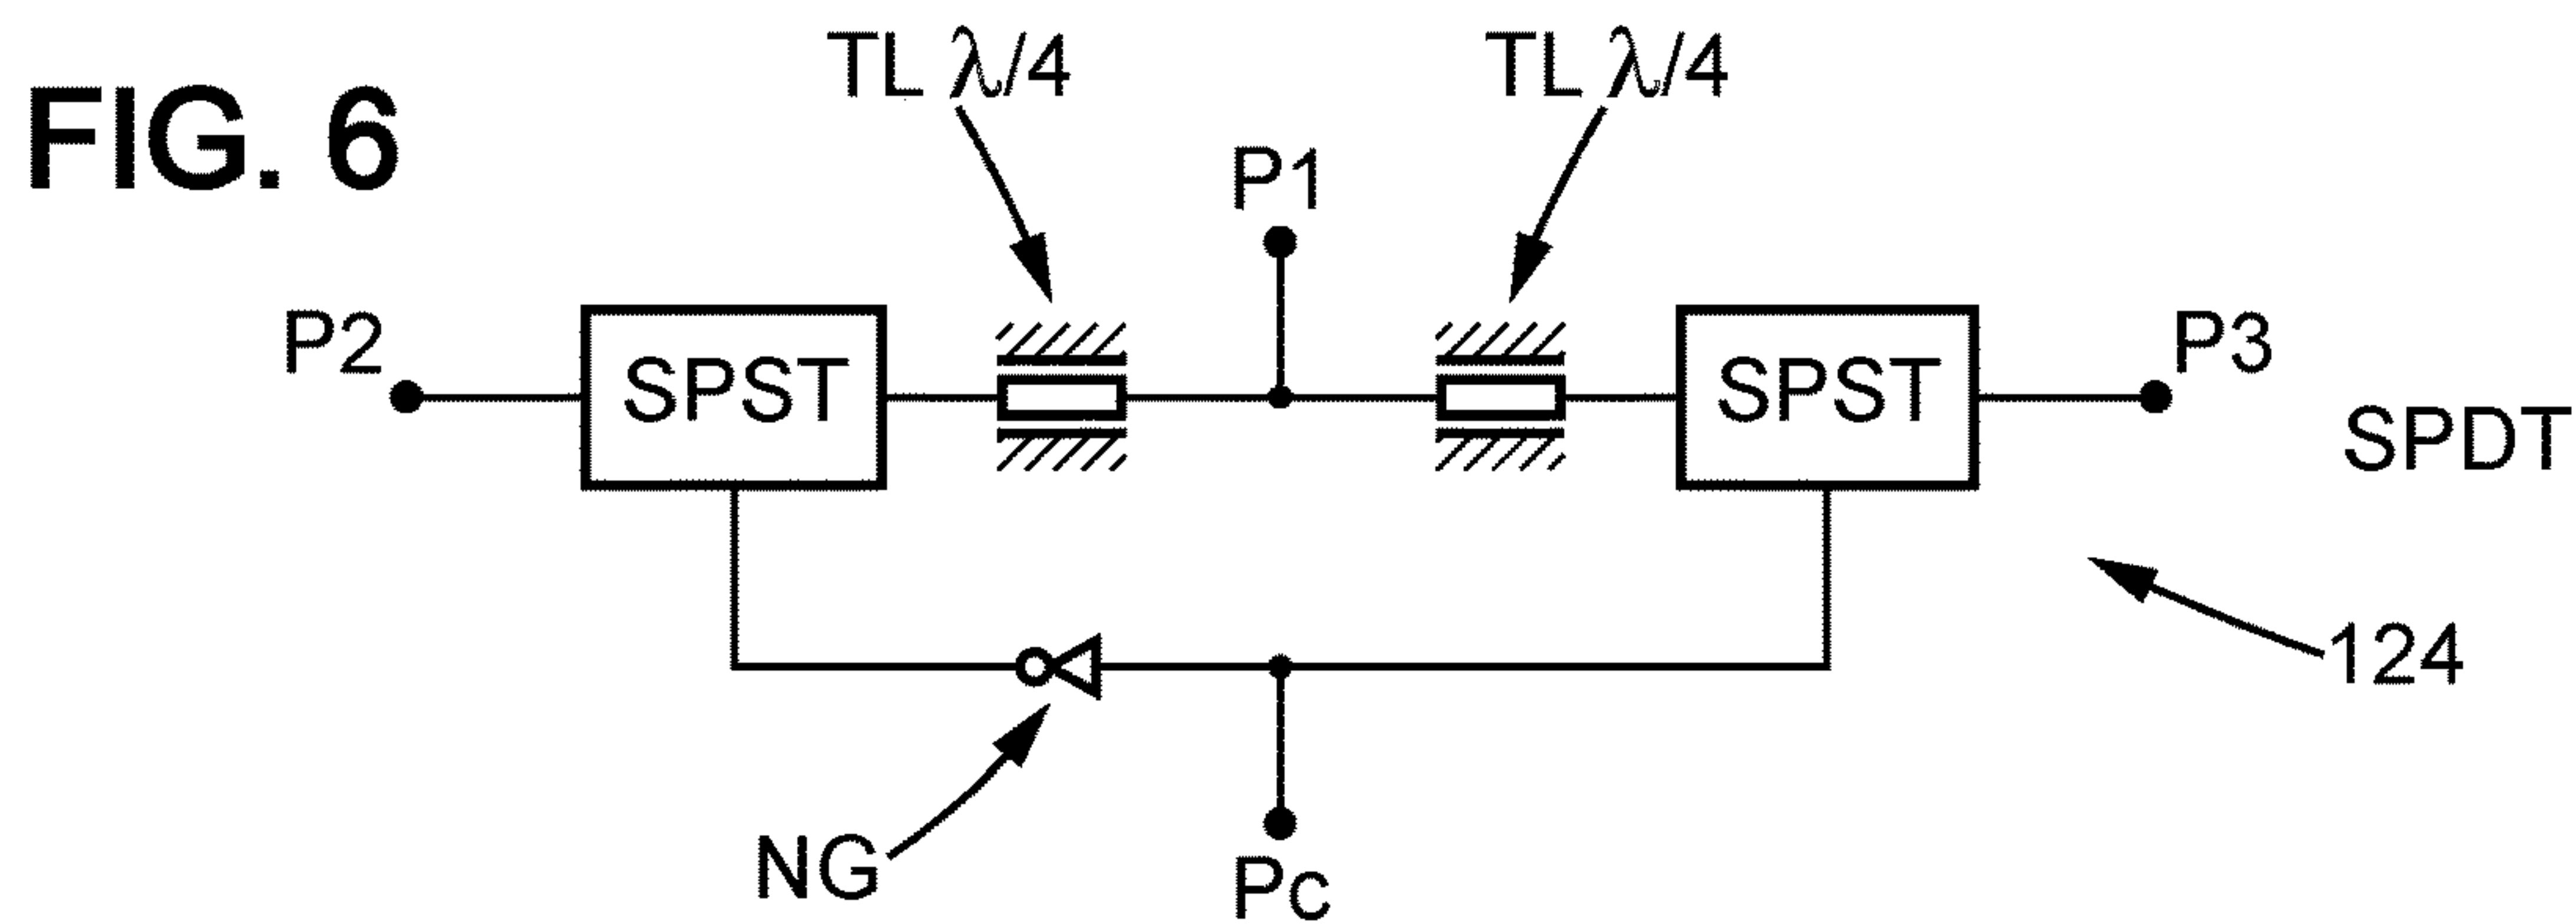 FIG. 6
TL λ/4
TL λ/4
P1
P2
SPST
SPST
P3
SPDT
124
NG
PC